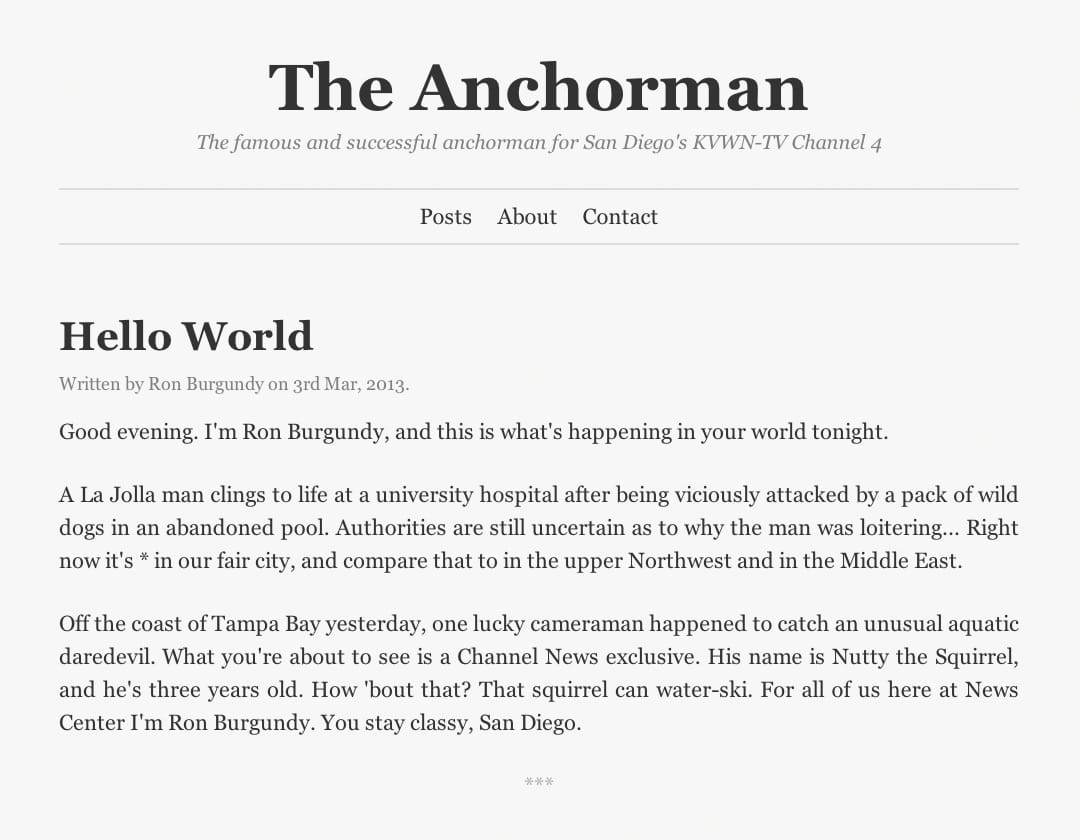 The Anchorman
The famous and successful anchorman for San Diego's KVWN-TV Channel 4
Posts About Contact
Hello World
Written by Ron Burgundy on 3rd Mar, 2013.
Good evening. I'm Ron Burgundy, and this is what's happening in your world tonight.
A La Jolla man clings to life at a university hospital after being viciously attacked by a pack of wild
dogs in an abandoned pool. Authorities are still uncertain as to why the man was loitering... Right
now it's * in our fair city, and compare that to in the upper Northwest and in the Middle East.
Off the coast of Tampa Bay yesterday, one lucky cameraman happened to catch an unusual aquatic
daredevil. What you're about to see is a Channel News exclusive. His name is Nutty the Squirrel,
and he's three years old. How 'bout that? That squirrel can water-ski. For all of us here at News
Center I'm Ron Burgundy. You stay classy, San Diego.
***